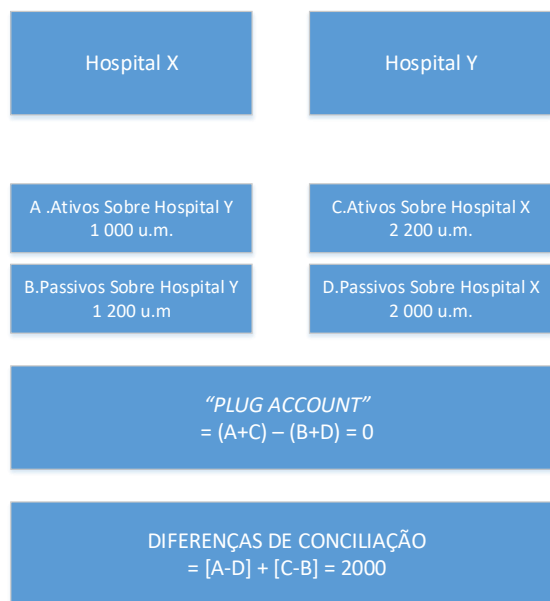 Hospital X
Hospital Y
A .Ativos Sobre Hospital Y
1 000 u.m.
C.Ativos Sobre Hospital X
2 200 u.m.
B.Passivos Sobre Hospital Y
1 200 u.m
D.Passivos Sobre Hospital X
2 000 u.m.
“PLUG ACCOUNT”
= (A+C) – (B+D) = 0
DIFERENÇAS DE CONCILIAÇÃO
= [A-D] + [C-B] = 2000